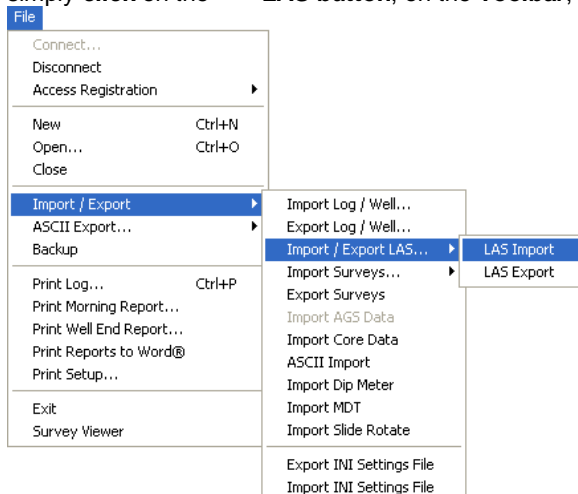 simply click on the LAS button, on the Toolbar,
File
Connect...
Disconnect
Access Registration
New Ctrl+N
Open... Ctrl+O
Close
Import / Export
ASCII Export...
Backup
Print Log... Ctrl+P
Print Morning Report...
Print Well End Report...
Print Reports to Word®
Print Setup...
Exit
Survey Viewer
Import Log / Well...
Export Log / Well...
Import / Export LAS...
Import Surveys...
Export Surveys
Import AGS Data
Import Core Data
ASCII Import
Import Dip Meter
Import MDT
Import Slide Rotate
Export INI Settings File
Import INI Settings File
LAS Import
LAS Export